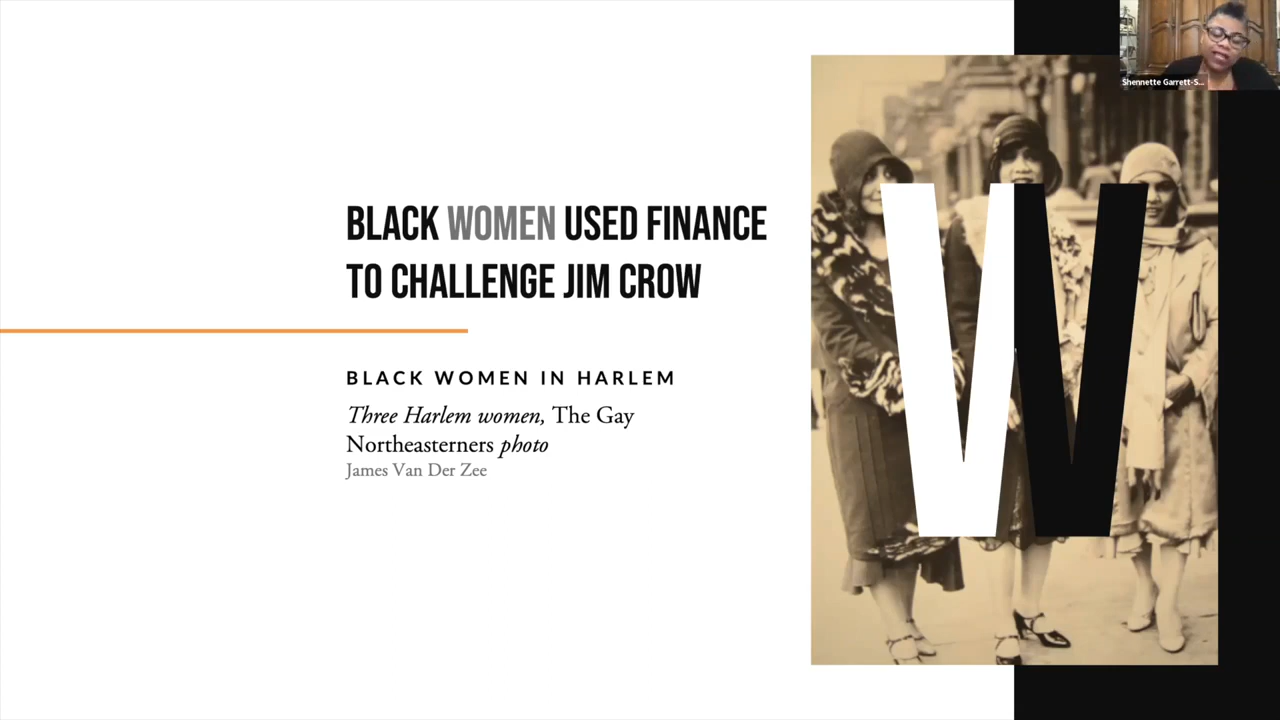 BLACK WOMEN USED FINANCE
TO CHALLENGE JIM CROW
BLACK WOMEN IN HARLEM
Three Harlem women, The Gay
Northeasterners photo
James Van Der Zee
W
Shennette Garrett-S...